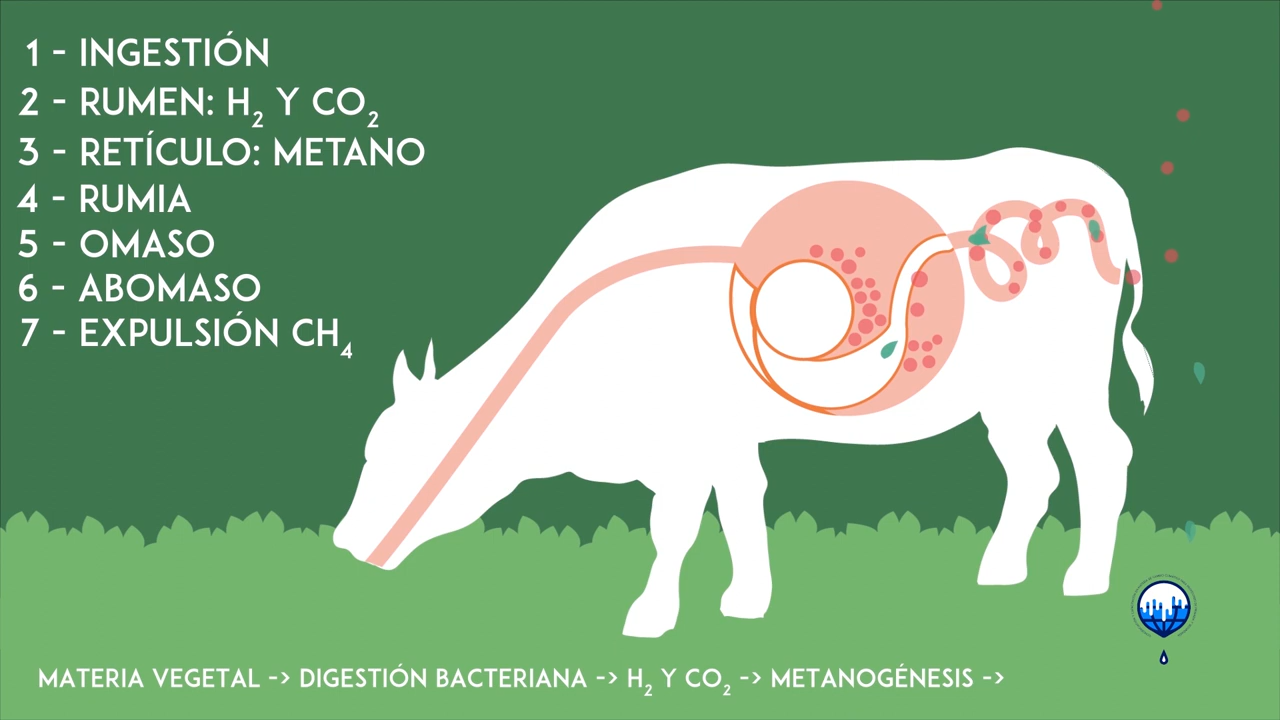 1 - INGESTIÓN
2 - RUMEN: H₂ Y CO₂
3 - RETÍCULO: METANO
4 - RUMIA
5 - OMASO
6 - ABOMASO
7 - EXPULSIÓN CH₄
MATERIA VEGETAL -> DIGESTIÓN BACTERIANA -> H₂ Y CO₂ -> METANOGÉNESIS ->